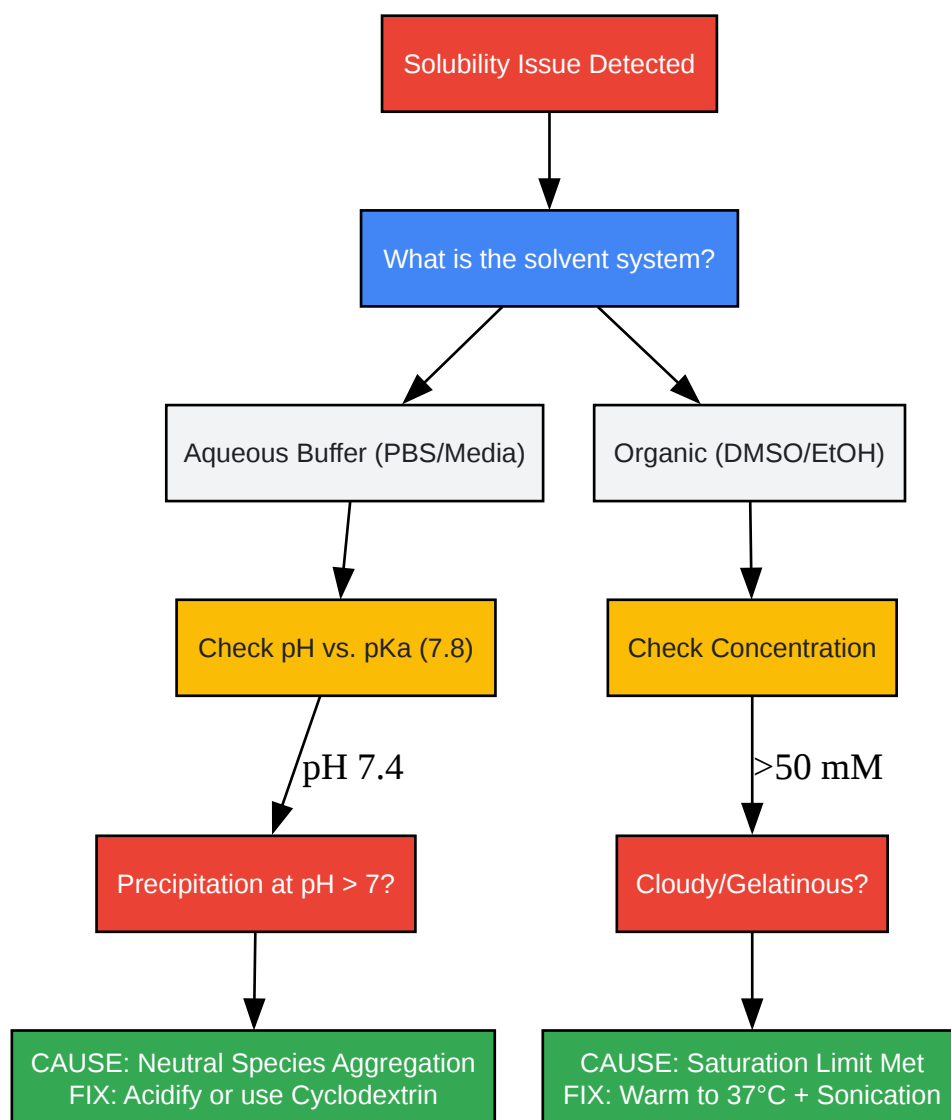 Solubility Issue Detected
What is the solvent system?
Aqueous Buffer (PBS/Media)
Organic (DMSO/EtOH)
Check pH vs. pKa (7.8)
Check Concentration
pH 7.4
>50 mM
Precipitation at pH > 7?
Cloudy/Gelatinous?
CAUSE: Neutral Species Aggregation
FIX: Acidify or use Cyclodextrin
CAUSE: Saturation Limit Met
FIX: Warm to 37°C + Sonication